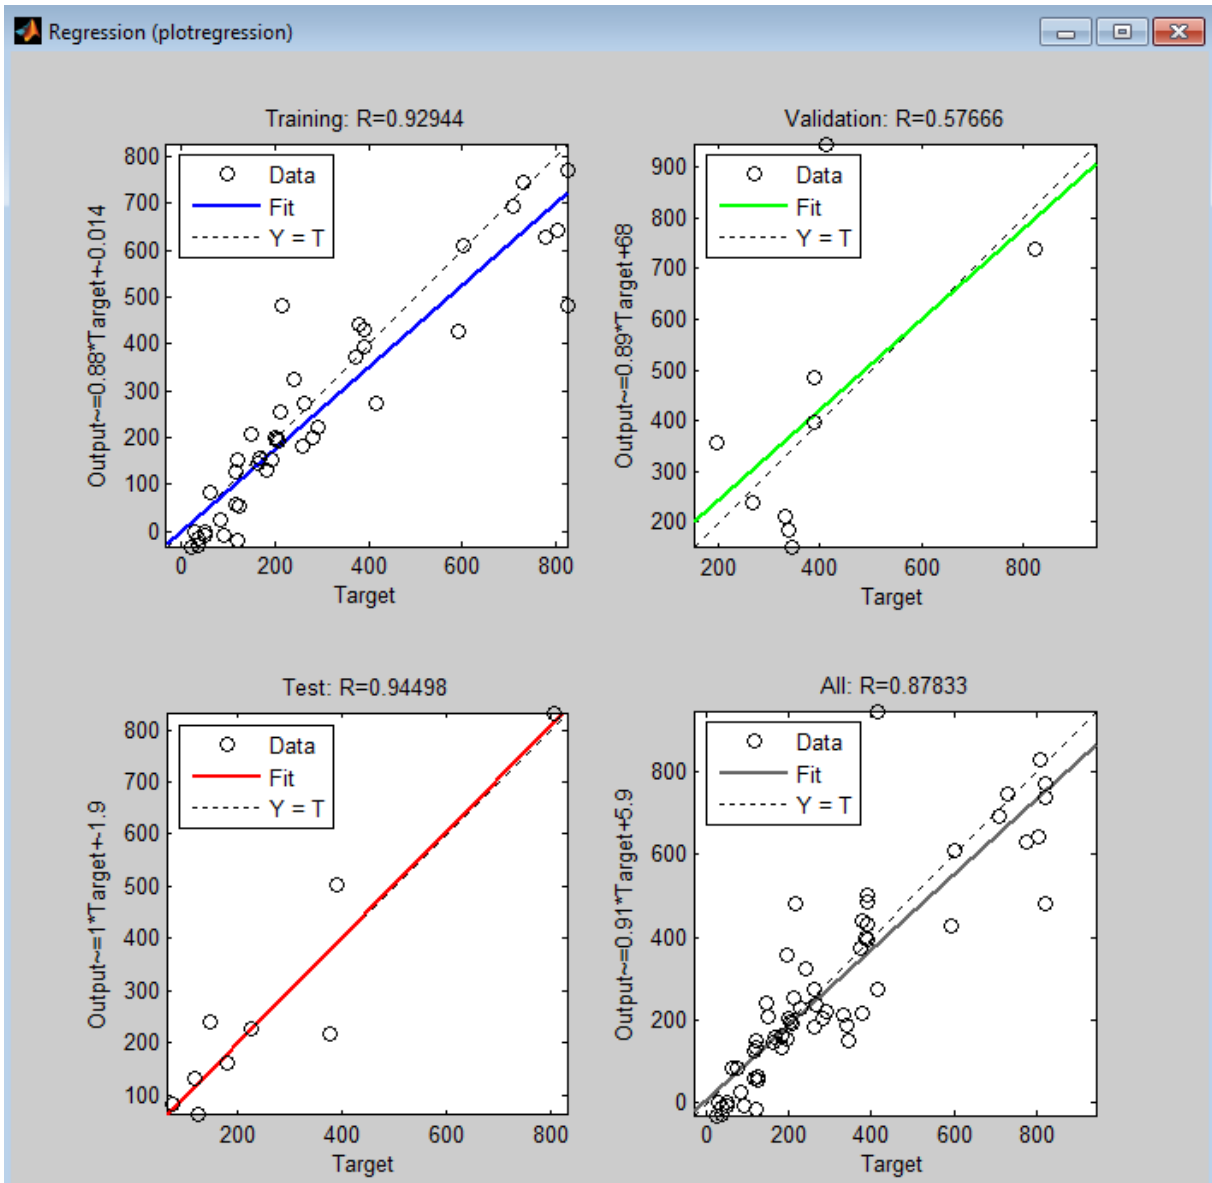 Regression (plotregression)
Training: R=0.92944
Output~=0.88*Target+-0.014
800
700
600
500
400
300
200
100
0
Data
Fit
Y = T
0 200 400 600 800
Target
Validation: R=0.57666
Output~=0.89*Target+68
900
800
700
600
500
400
300
200
Data
Fit
Y = T
200 400 600 800
Target
Test: R=0.94498
Output~=1*Target+-1.9
800
700
600
500
400
300
200
100
Data
Fit
Y = T
200 400 600 800
Target
All: R=0.87833
Output~=0.91*Target+5.9
800
600
400
200
0
Data
Fit
Y = T
0 200 400 600 800
Target